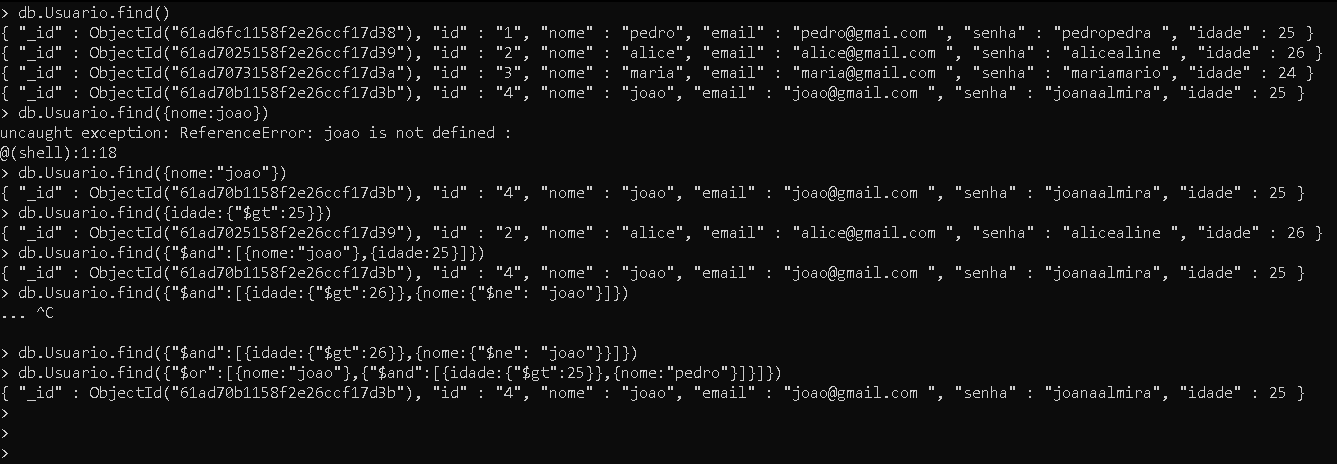 > db.Usuario.find()
{ "_id" : ObjectId("61ad6fc1158f2e26ccf17d38"), "id" : "1", "nome" : "pedro", "email" : "pedro@gmai.com ", "senha" : "pedropedra ", "idade" : 25 }
{ "_id" : ObjectId("61ad7025158f2e26ccf17d39"), "id" : "2", "nome" : "alice", "email" : "alice@gmail.com ", "senha" : "alicealine ", "idade" : 26 }
{ "_id" : ObjectId("61ad7073158f2e26ccf17d3a"), "id" : "3", "nome" : "maria", "email" : "maria@gmail.com ", "senha" : "mariamario", "idade" : 24 }
{ "_id" : ObjectId("61ad70b1158f2e26ccf17d3b"), "id" : "4", "nome" : "joao", "email" : "joao@gmail.com ", "senha" : "joanaalmira", "idade" : 25 }
> db.Usuario.find({nome:joao})
uncaught exception: ReferenceError: joao is not defined :
@(shell):1:18
> db.Usuario.find({nome:"joao"})
{ "_id" : ObjectId("61ad70b1158f2e26ccf17d3b"), "id" : "4", "nome" : "joao", "email" : "joao@gmail.com ", "senha" : "joanaalmira", "idade" : 25 }
> db.Usuario.find({idade:{"$gt":25}})
{ "_id" : ObjectId("61ad7025158f2e26ccf17d39"), "id" : "2", "nome" : "alice", "email" : "alice@gmail.com ", "senha" : "alicealine ", "idade" : 26 }
> db.Usuario.find({"$and":[{nome:"joao"},{idade:25}]})
{ "_id" : ObjectId("61ad70b1158f2e26ccf17d3b"), "id" : "4", "nome" : "joao", "email" : "joao@gmail.com ", "senha" : "joanaalmira", "idade" : 25 }
> db.Usuario.find({"$and":[{idade:{"$gt":26}},{nome:{"$ne": "joao"}]})
... ^C
> db.Usuario.find({"$and":[{idade:{"$gt":26}},{nome:{"$ne": "joao"}}]})
> db.Usuario.find({"$or":[{nome:"joao"},{"$and":[{idade:{"$gt":25}},{nome:"pedro"}]}]})
{ "_id" : ObjectId("61ad70b1158f2e26ccf17d3b"), "id" : "4", "nome" : "joao", "email" : "joao@gmail.com ", "senha" : "joanaalmira", "idade" : 25 }
>
>
>